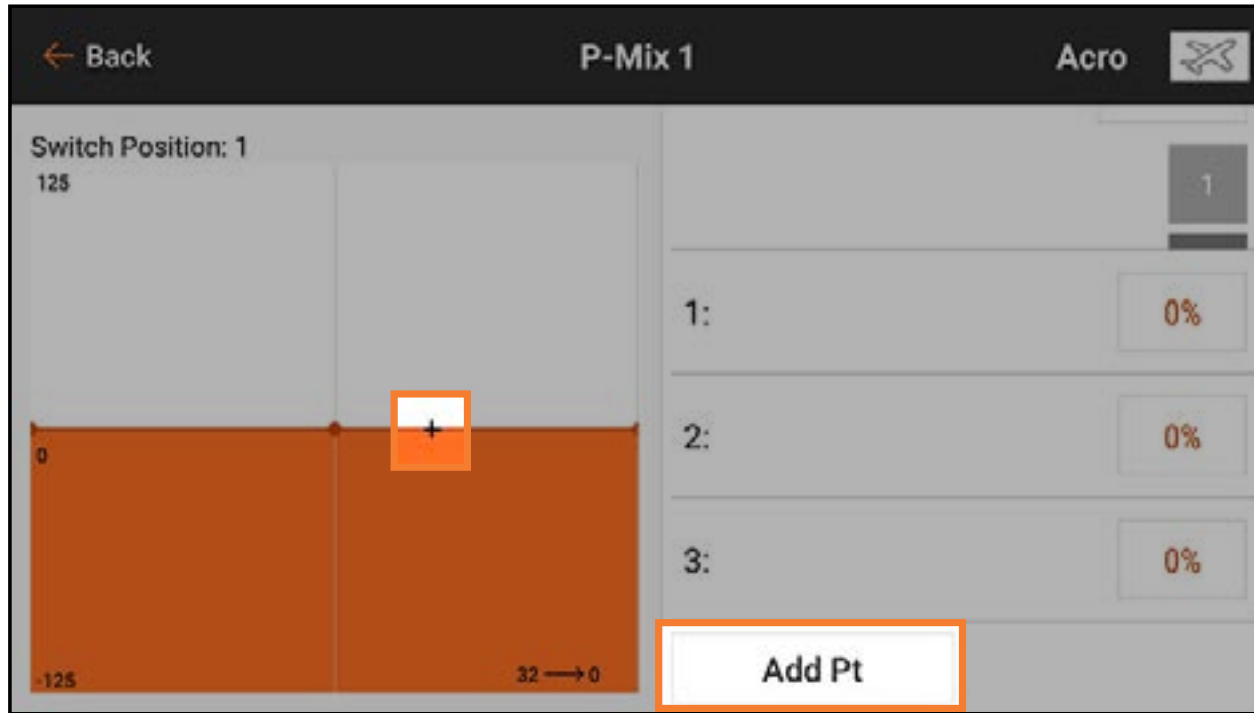 Back
P-Mix 1
Acro
Switch Position: 1
125
0
-125
32 → 0
1
1: 0%
2: 0%
3: 0%
Add Pt